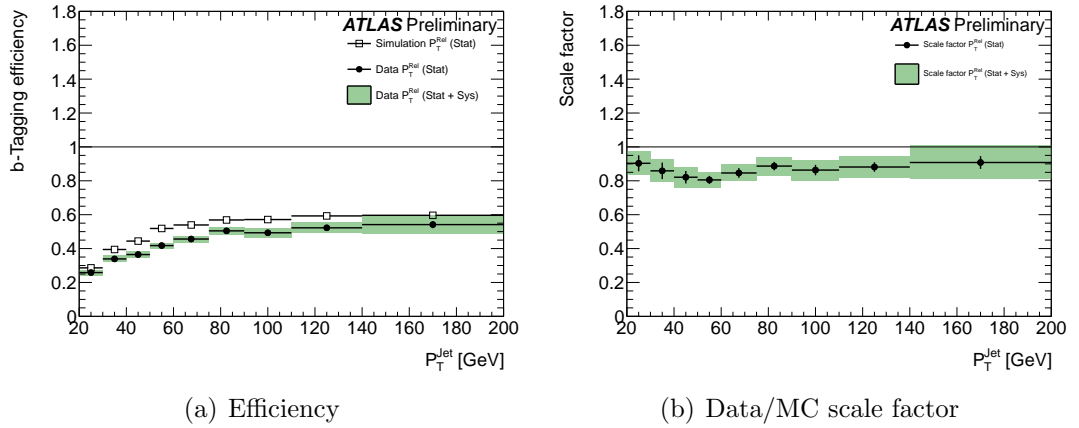 ATLAS Preliminary
Simulation P_T^Rel (Stat)
Data P_T^Rel (Stat)
Data P_T^Rel (Stat + Sys)
b-Tagging efficiency
1.8
1.6
1.4
1.2
1
0.8
0.6
0.4
0.2
0
20 40 60 80 100 120 140 160 180 200
P_T^Jet [GeV]
(a) Efficiency
ATLAS Preliminary
Scale factor P_T^Rel (Stat)
Scale factor P_T^Rel (Stat + Sys)
Scale factor
1.8
1.6
1.4
1.2
1
0.8
0.6
0.4
0.2
0
20 40 60 80 100 120 140 160 180 200
P_T^Jet [GeV]
(b) Data/MC scale factor